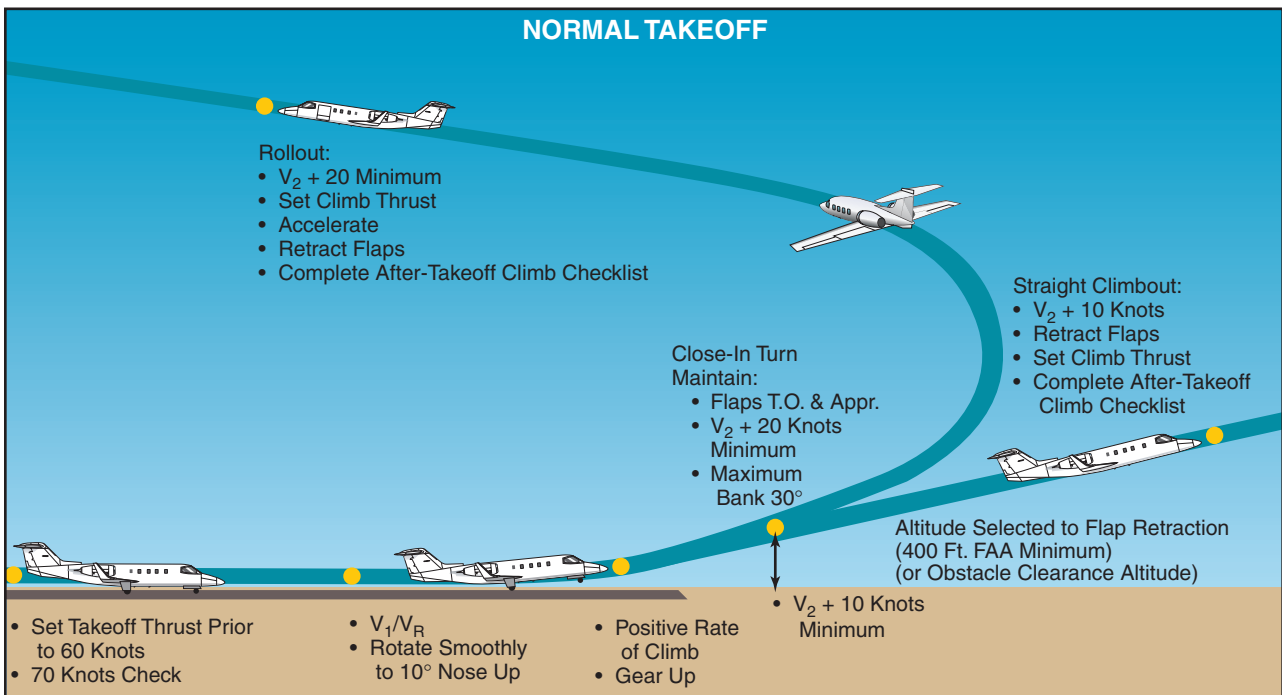 NORMAL TAKEOFF
Rollout:
• V₂ + 20 Minimum
• Set Climb Thrust
• Accelerate
• Retract Flaps
• Complete After-Takeoff Climb Checklist
Straight Climbout:
• V₂ + 10 Knots
• Retract Flaps
• Set Climb Thrust
• Complete After-Takeoff
Climb Checklist
Close-In Turn
Maintain:
• Flaps T.O. & Appr.
• V₂ + 20 Knots
Minimum
• Maximum
Bank 30°
Altitude Selected to Flap Retraction
(400 Ft. FAA Minimum)
(or Obstacle Clearance Altitude)
• Set Takeoff Thrust Prior
to 60 Knots
• 70 Knots Check
• V₁/V_R
• Rotate Smoothly
to 10° Nose Up
• Positive Rate
of Climb
• Gear Up
• V₂ + 10 Knots
Minimum